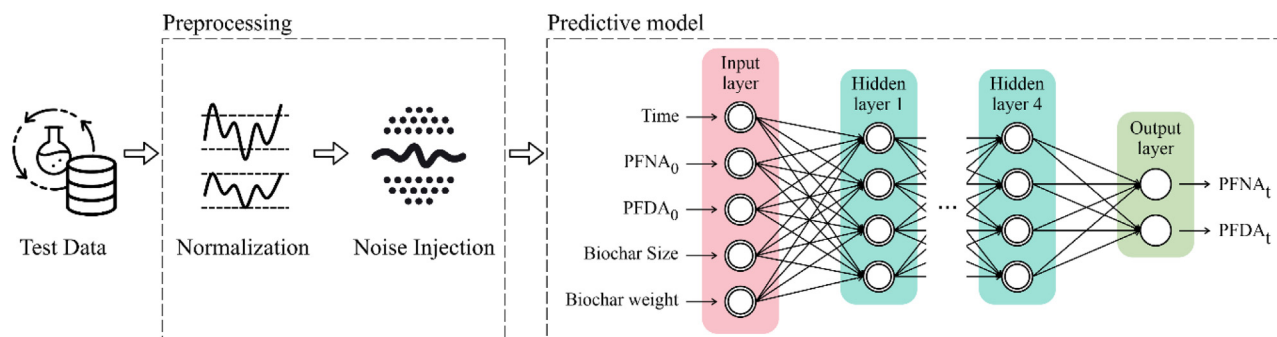 Preprocessing
Predictive model
Test Data
Normalization
Noise Injection
Input
layer
Time
PFNA₀
PFDA₀
Biochar Size
Biochar weight
Hidden
layer 1
...
Hidden
layer 4
Output
layer
PFNAₜ
PFDAₜ